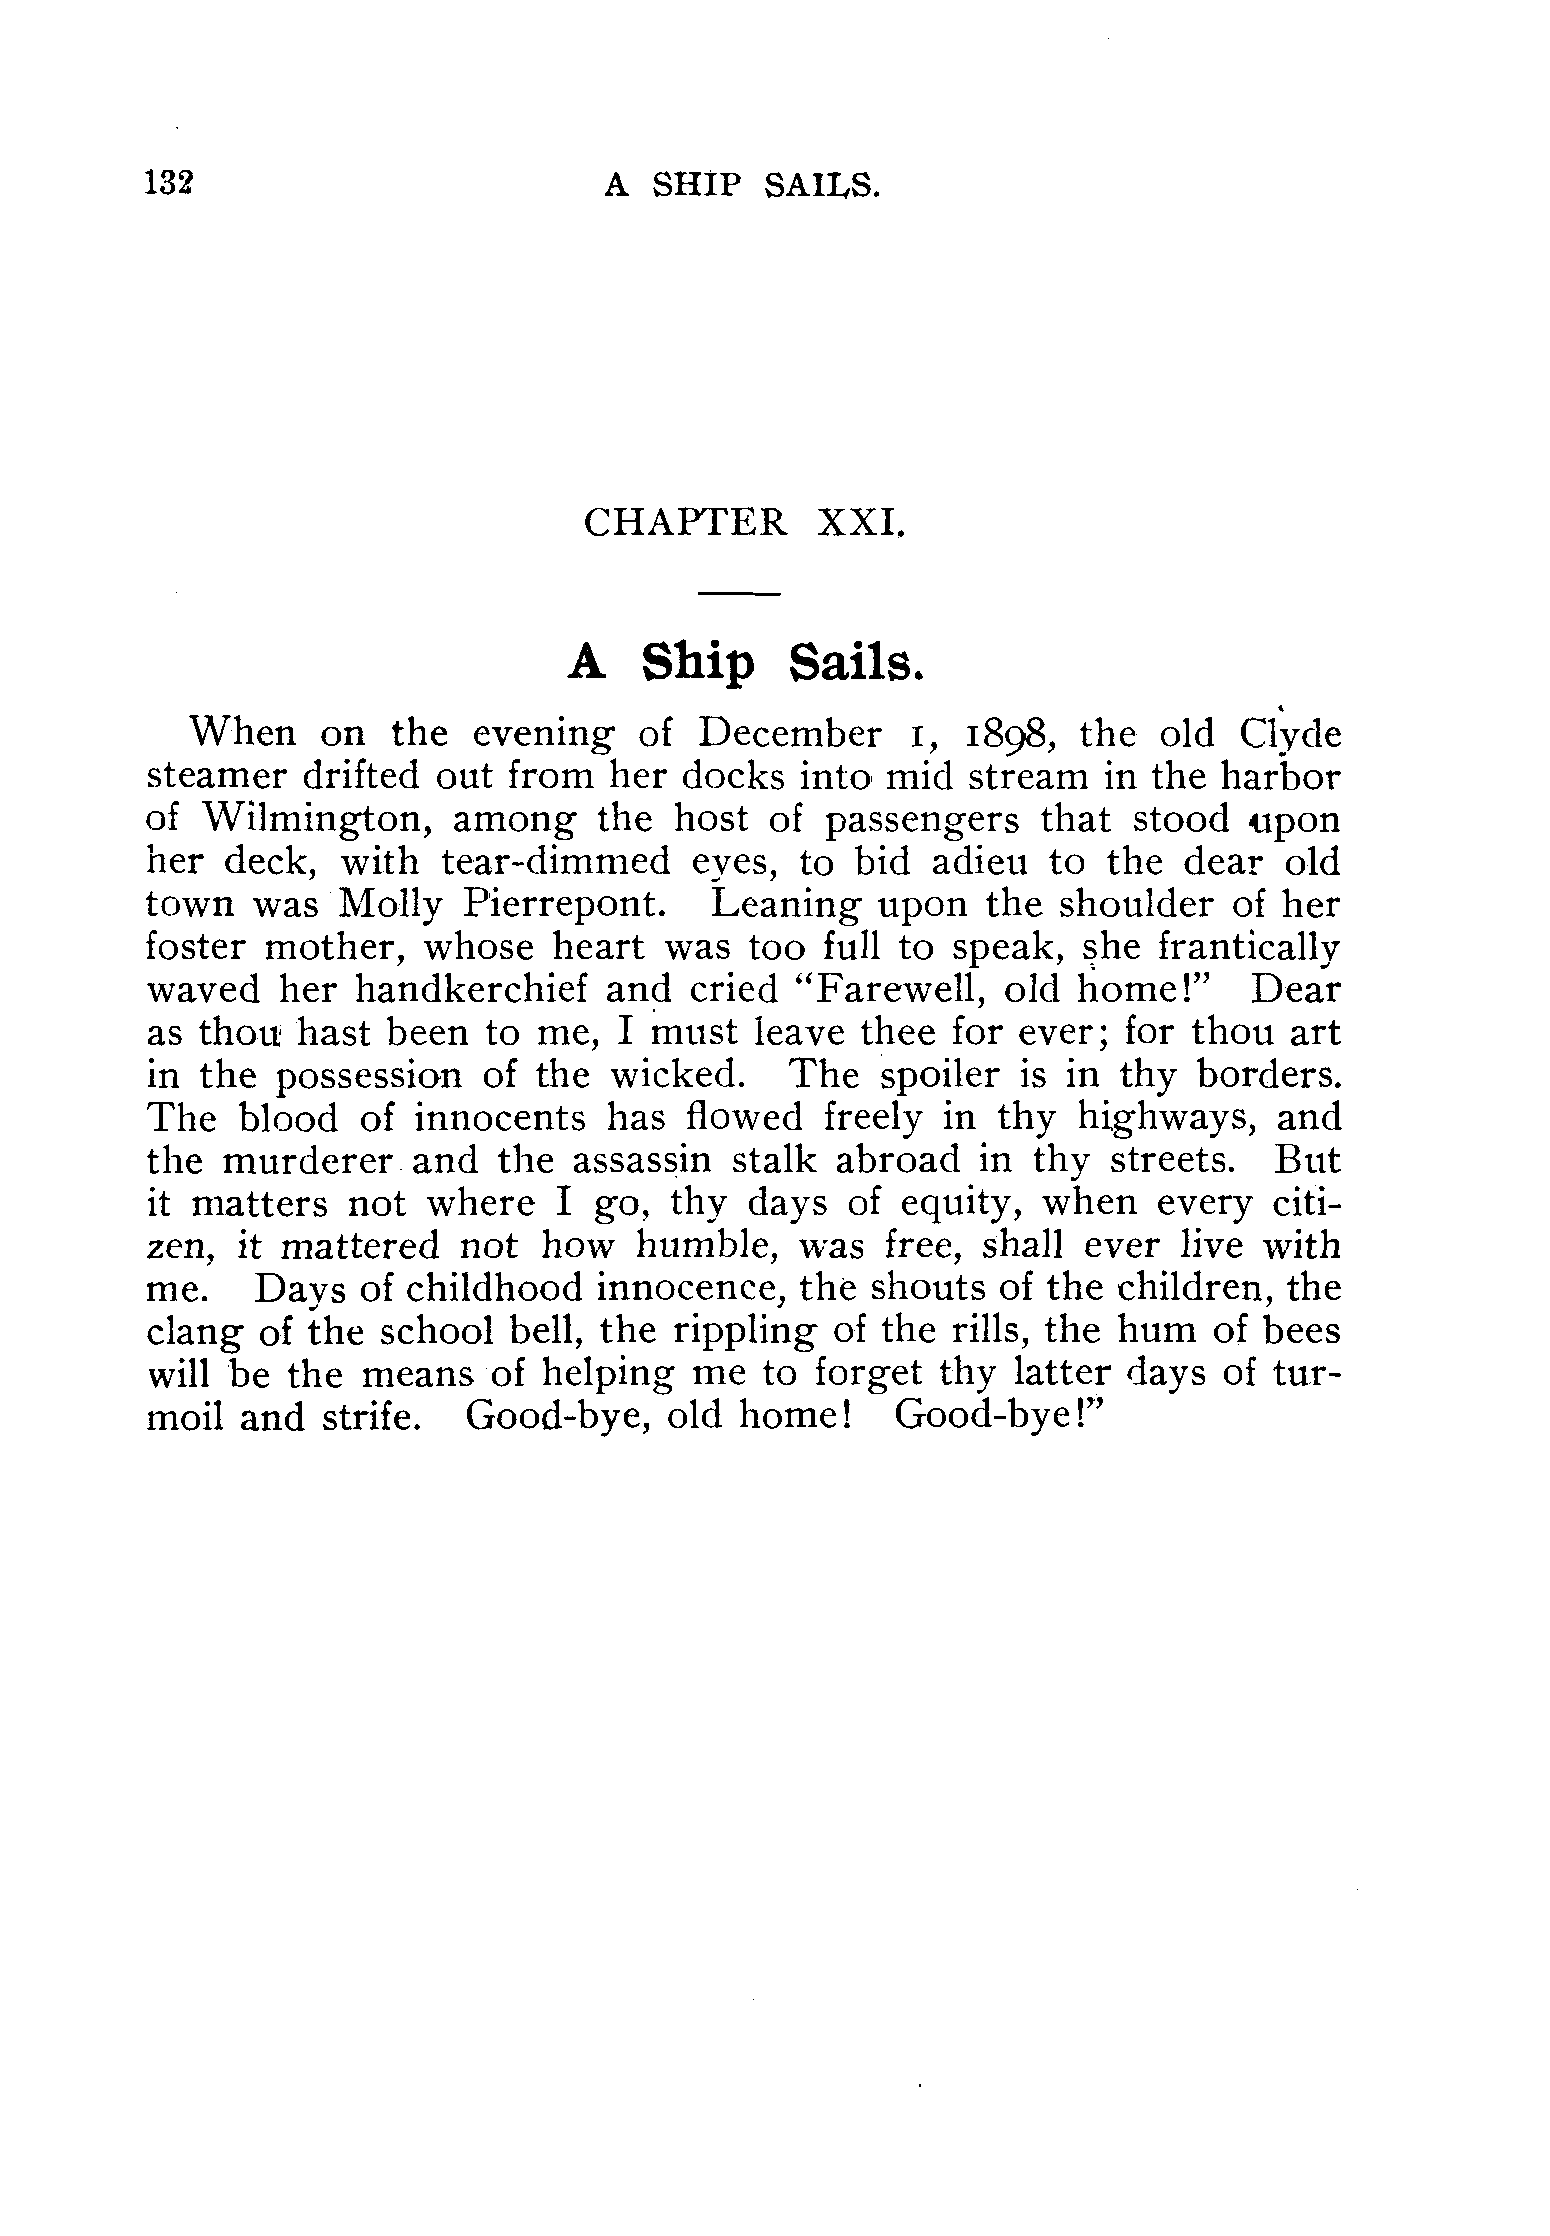 132 A SHIP SAILS.
CHAPTER XXI.
A Ship Sails.
When on the evening of December 1, 1898, the old Clyde
steamer drifted out from her docks into mid stream in the harbor
of Wilmington, among the host of passengers that stood upon
her deck, with tear-dimmed eyes, to bid adieu to the dear old
town was Molly Pierrepont. Leaning upon the shoulder of her
foster mother, whose heart was too full to speak, she frantically
waved her handkerchief and cried “Farewell, old home!” Dear
as thou hast been to me, I must leave thee for ever; for thou art
in the possession of the wicked. The spoiler is in thy borders.
The blood of innocents has flowed freely in thy highways, and
the murderer and the assassin stalk abroad in thy streets. But
it matters not where I go, thy days of equity, when every citi-
zen, it mattered not how humble, was free, shall ever live with
me. Days of childhood innocence, the shouts of the children, the
clang of the school bell, the rippling of the rills, the hum of bees
will be the means of helping me to forget thy latter days of tur-
moil and strife. Good-bye, old home! Good-bye!”